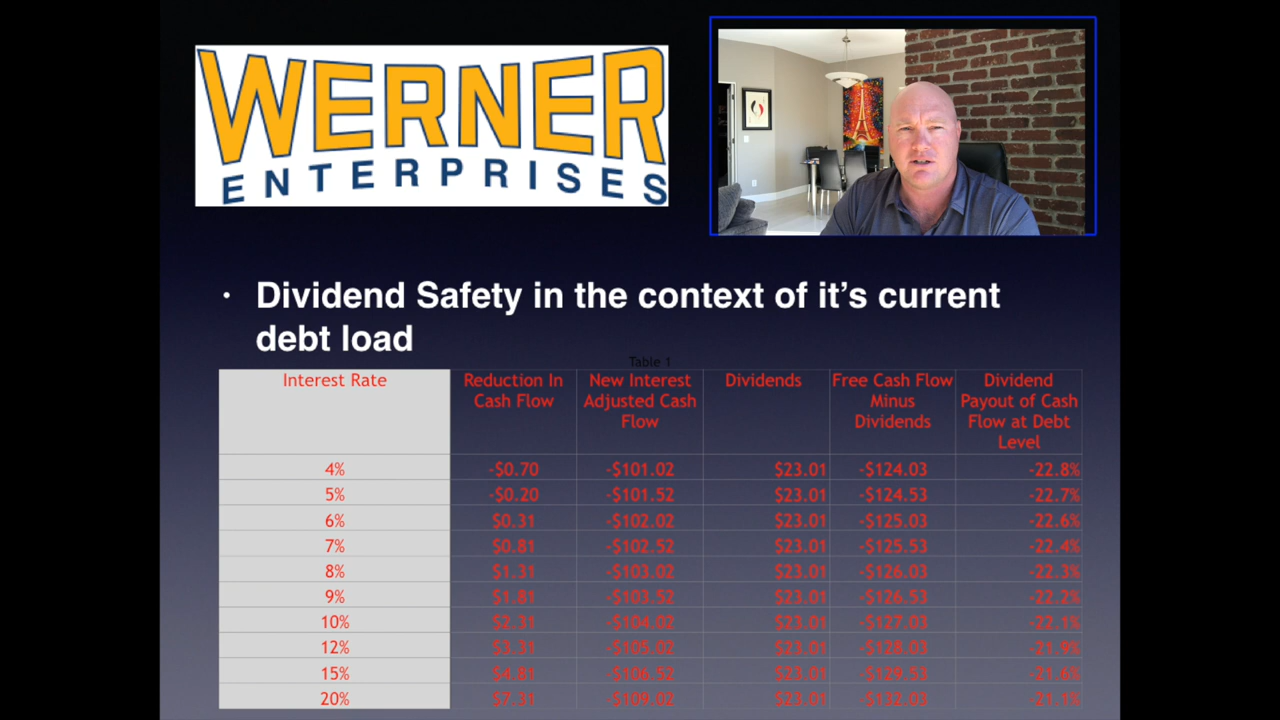 WERNER
ENTERPRISES
• Dividend Safety in the context of it’s current
debt load
Table 1
Interest Rate
Reduction In
Cash Flow
New Interest
Adjusted Cash
Flow
Dividends
Free Cash Flow
Minus
Dividends
Dividend
Payout of Cash
Flow at Debt
Level
4% -$0.70 -$101.02 $23.01 -$124.03 -22.8%
5% -$0.20 -$101.52 $23.01 -$124.53 -22.7%
6% $0.31 -$102.02 $23.01 -$125.03 -22.6%
7% $0.81 -$102.52 $23.01 -$125.53 -22.4%
8% $1.31 -$103.02 $23.01 -$126.03 -22.3%
9% $1.81 -$103.52 $23.01 -$126.53 -22.2%
10% $2.31 -$104.02 $23.01 -$127.03 -22.1%
12% $3.31 -$105.02 $23.01 -$128.03 -21.9%
15% $4.81 -$106.52 $23.01 -$129.53 -21.6%
20% $7.31 -$109.02 $23.01 -$132.03 -21.1%